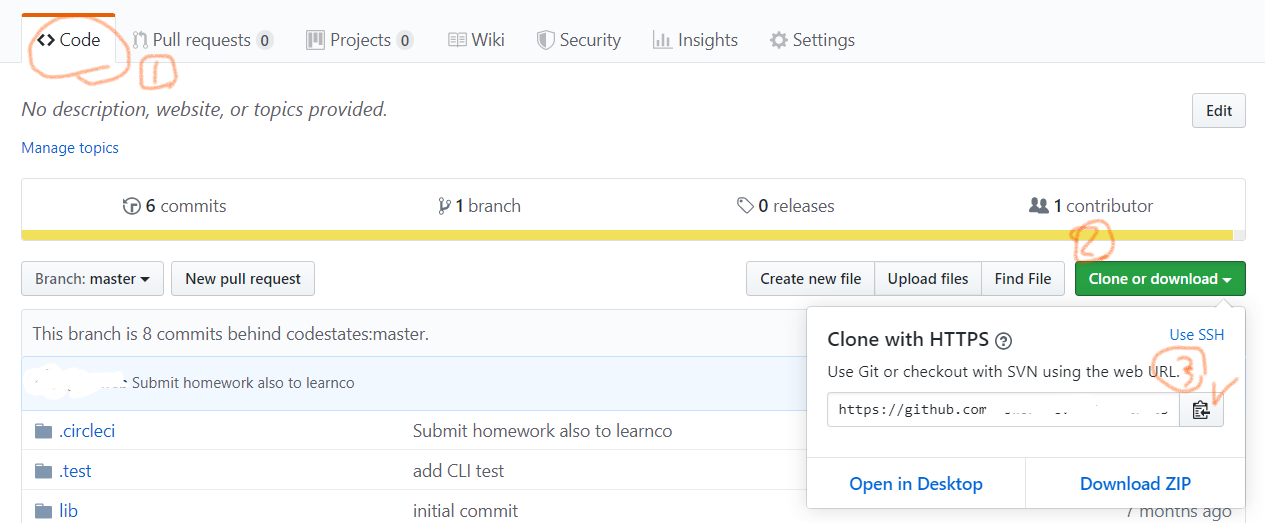 Code Pull requests 0 Projects 0 Wiki Security Insights Settings
1
No description, website, or topics provided.
Edit
Manage topics
6 commits 1 branch 0 releases 1 contributor
2
Branch: master New pull request Create new file Upload files Find File Clone or download
This branch is 8 commits behind codestates:master.
Clone with HTTPS ? Use SSH
Use Git or checkout with SVN using the web URL.
3
Submit homework also to learnco
https://github.com
.circleci Submit homework also to learnco
.test add CLI test
Open in Desktop Download ZIP
lib initial commit 7 months ago